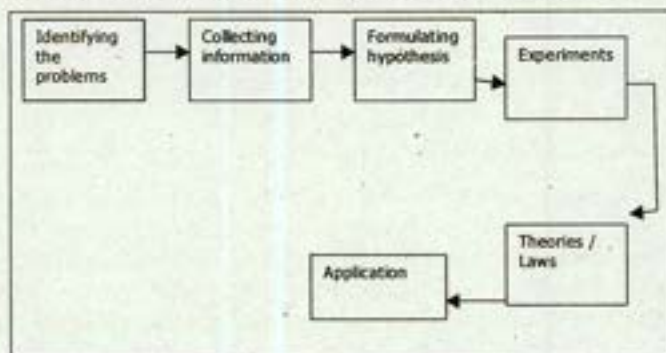 Identifying
the
problems
Collecting
information
Formulating
hypothesis
Experiments
Theories /
Laws
Application